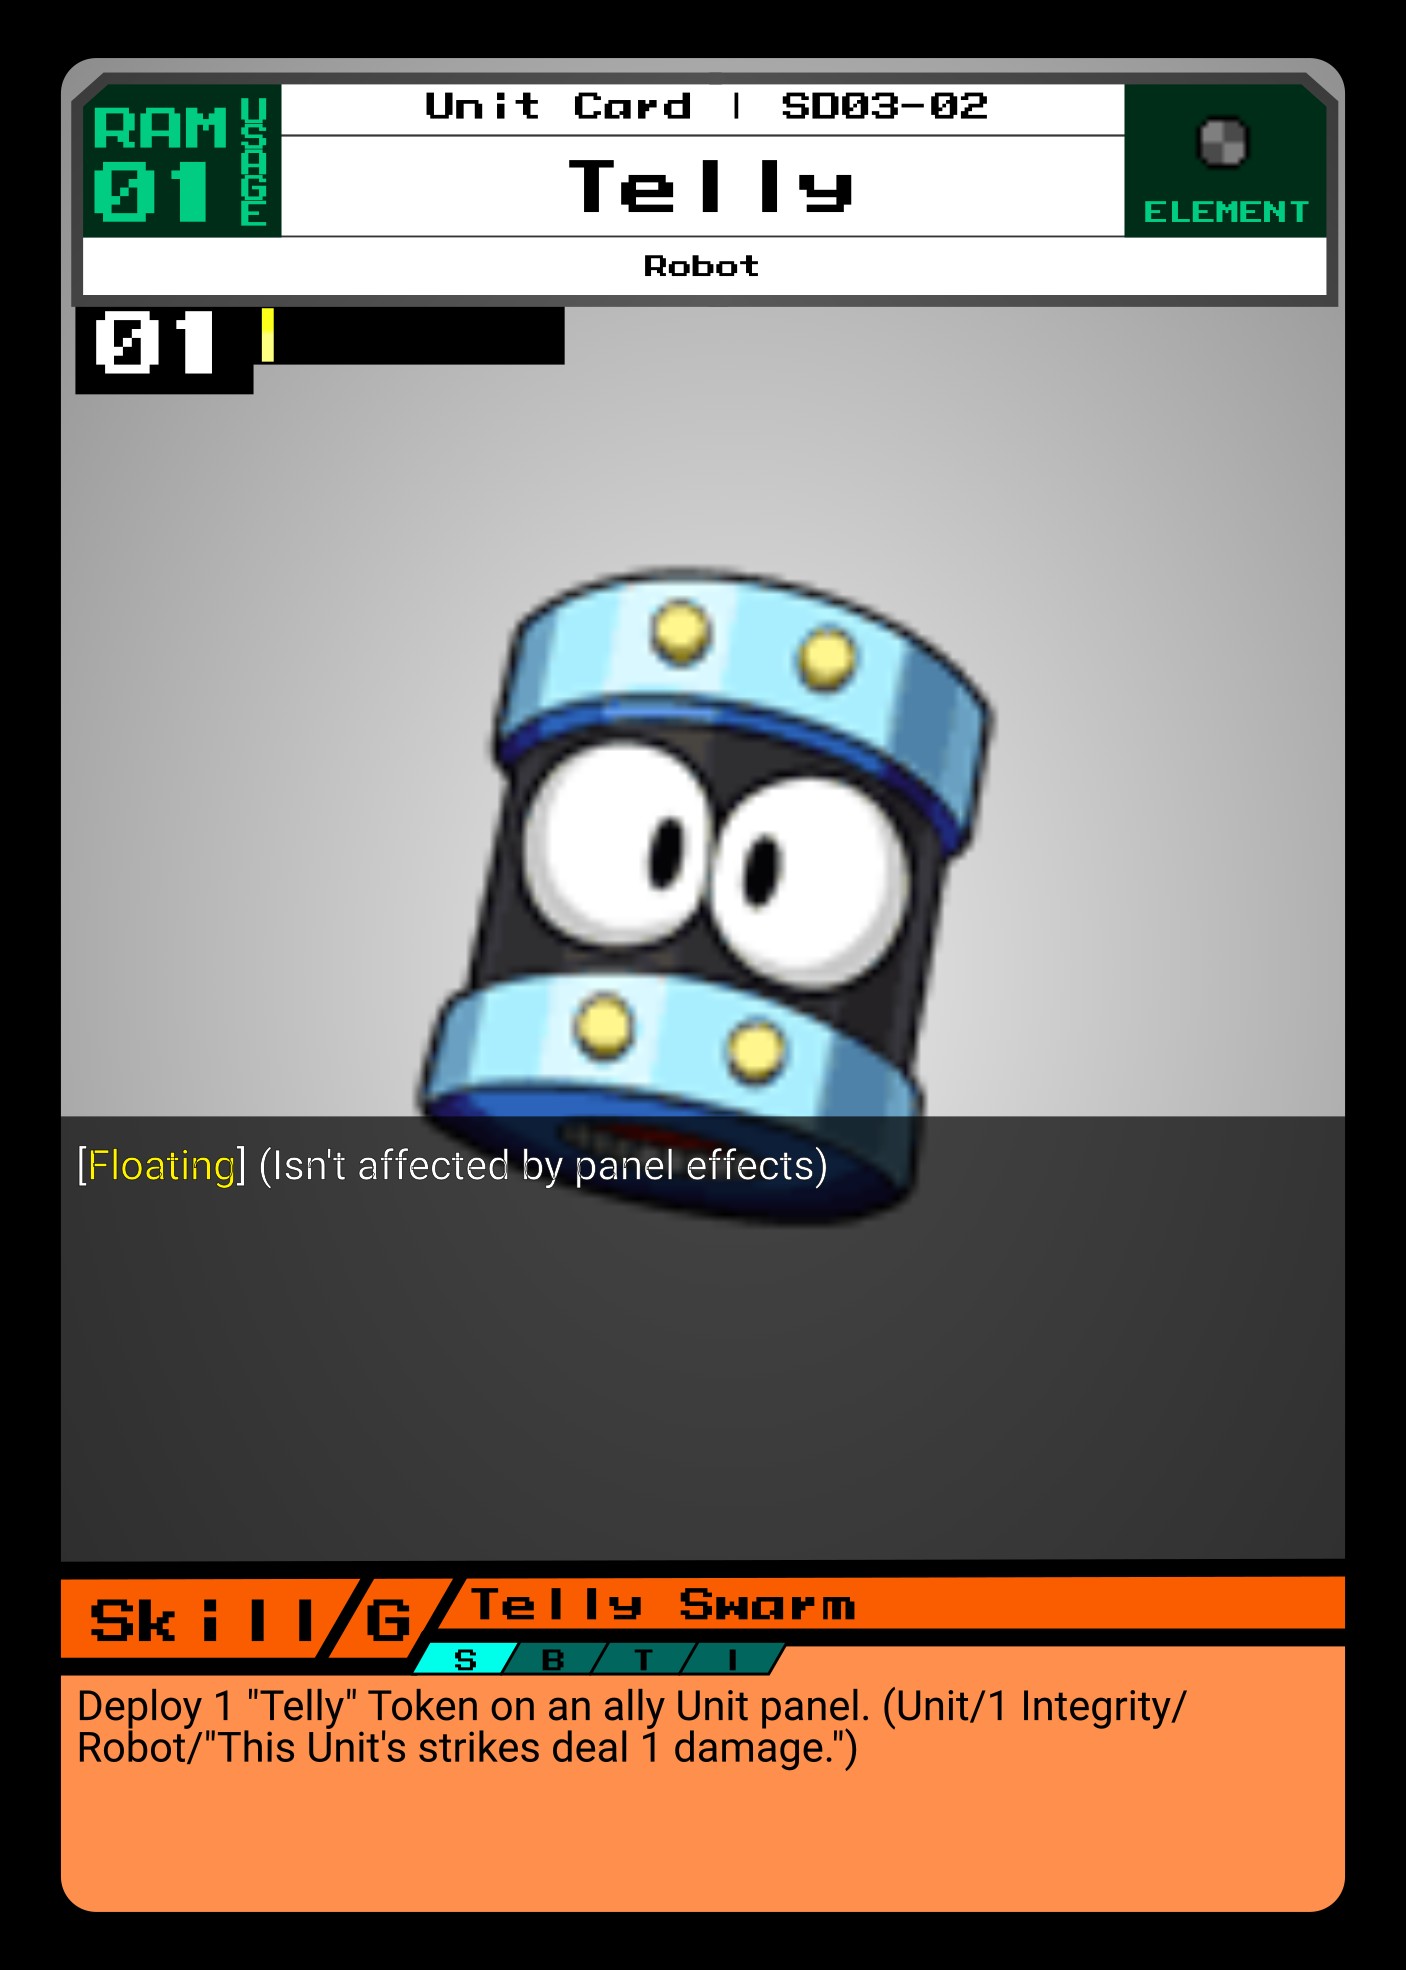 RAM
01
USAGE
Unit Card | SD03-02
Telly
ELEMENT
Robot
01
[Floating] (Isn't affected by panel effects)
Skill/G
Telly Swarm
S B T I
Deploy 1 "Telly" Token on an ally Unit panel. (Unit/1 Integrity/
Robot/"This Unit's strikes deal 1 damage.")